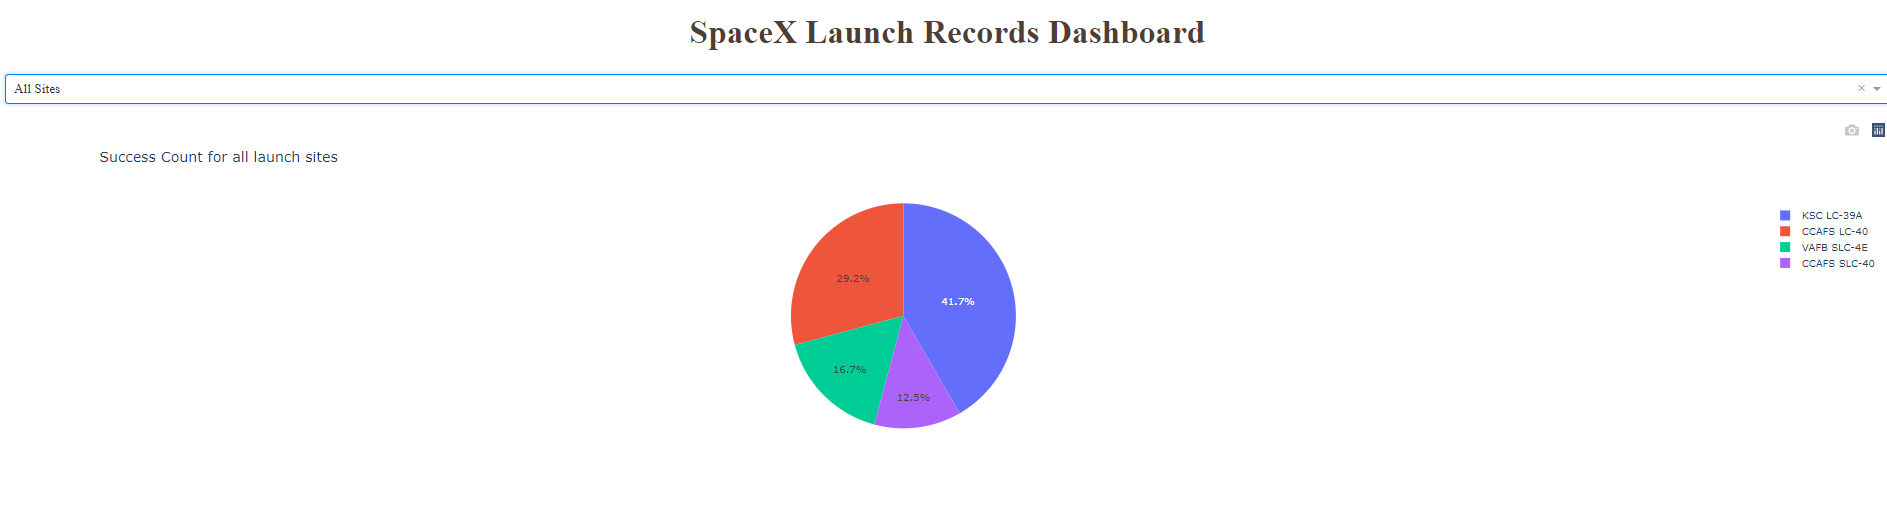 SpaceX Launch Records Dashboard
All Sites
Success Count for all launch sites
KSC LC-39A
CCAFS LC-40
VAFB SLC-4E
CCAFS SLC-40
29.2%
41.7%
16.7%
12.5%